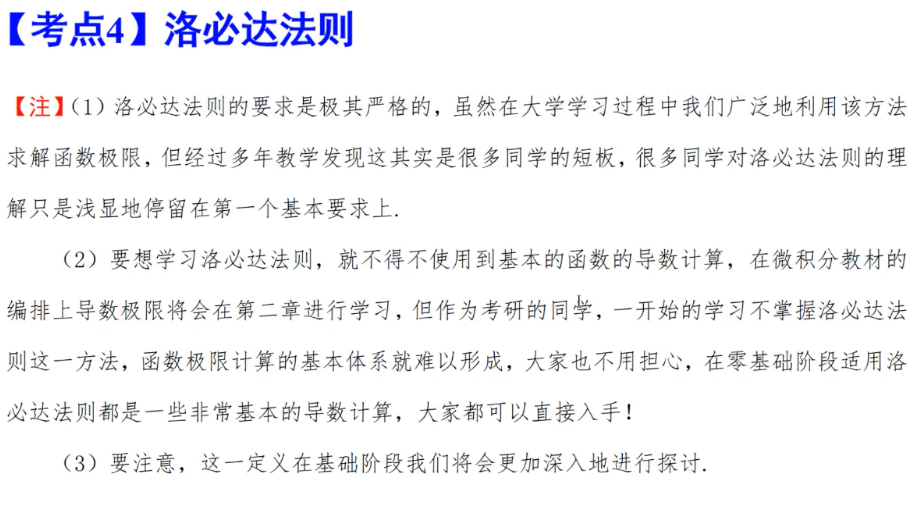 【考点4】洛必达法则
【注】（1）洛必达法则的要求是极其严格的，虽然在大学学习过程中我们广泛地利用该方法
求解函数极限，但经过多年教学发现这其实是很多同学的短板，很多同学对洛必达法则的理
解只是浅显地停留在第一个基本要求上.
（2）要想学习洛必达法则，就不得不使用到基本的函数的导数计算，在微积分教材的
编排上导数极限将会在第二章进行学习，但作为考研的同学，一开始的学习不掌握洛必达法
则这一方法，函数极限计算的基本体系就难以形成，大家也不用担心，在零基础阶段适用洛
必达法则都是一些非常基本的导数计算，大家都可以直接入手！
（3）要注意，这一定义在基础阶段我们将会更加深入地进行探讨.